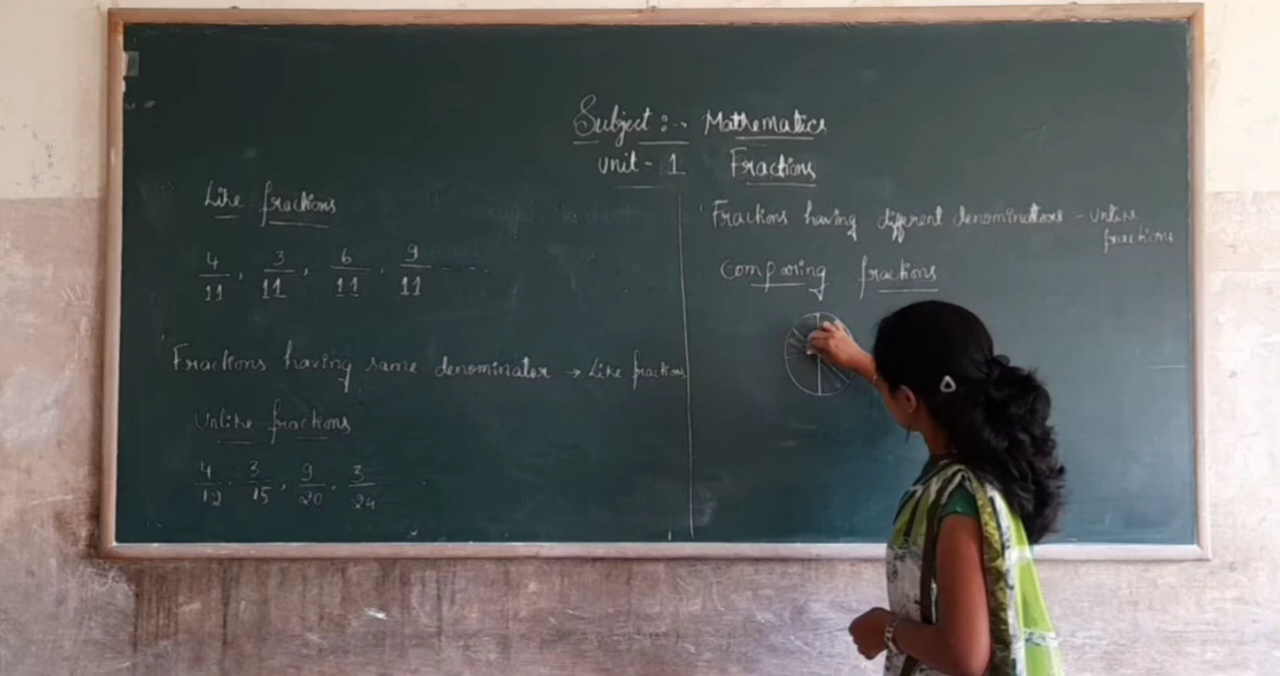 Subject :- Mathematics
Unit - 1 Fractions
Like fractions
4/11, 3/11, 6/11, 9/11 ....
Fractions having same denominator → Like fractions
Unlike fractions
4/12, 3/15, 9/20, 3/24
Fractions having different denominators - Unlike
fractions
Comparing fractions